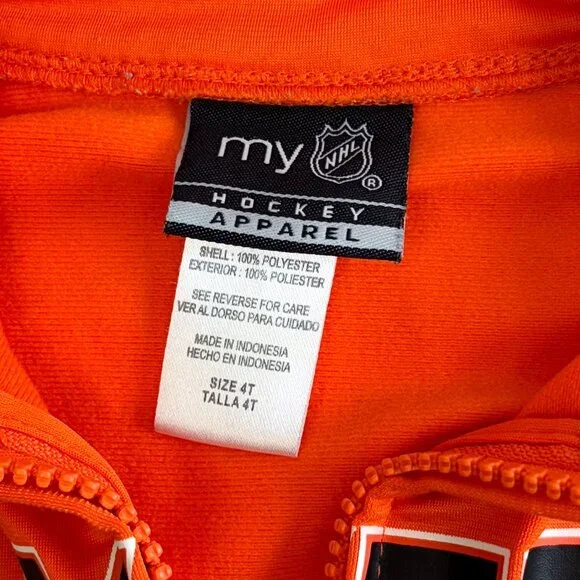 my NHL ®
HOCKEY
APPAREL
SHELL : 100% POLYESTER
EXTERIOR : 100% POLIESTER
SEE REVERSE FOR CARE
VER AL DORSO PARA CUIDADO
MADE IN INDONESIA
HECHO EN INDONESIA
SIZE 4T
TALLA 4T